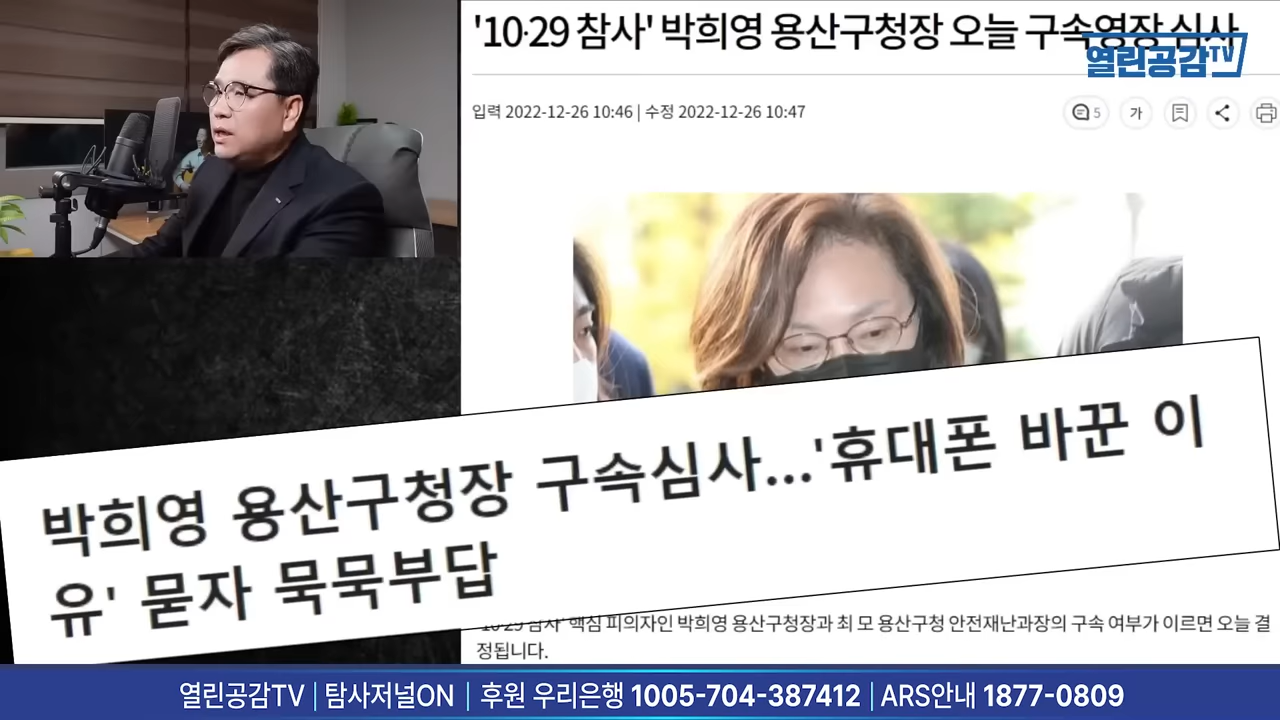 '10·29 참사' 박희영 용산구청장 오늘 구속영장 심사
열린공감TV
입력 2022-12-26 10:46 | 수정 2022-12-26 10:47
5
가
박희영 용산구청장 구속심사...'휴대폰 바꾼 이
유' 묻자 묵묵부답
'10·29 참사' 핵심 피의자인 박희영 용산구청장과 최 모 용산구청 안전재난과장의 구속 여부가 이르면 오늘 결
정됩니다.
열린공감TV | 탐사저널ON | 후원 우리은행 1005-704-387412 | ARS안내 1877-0809